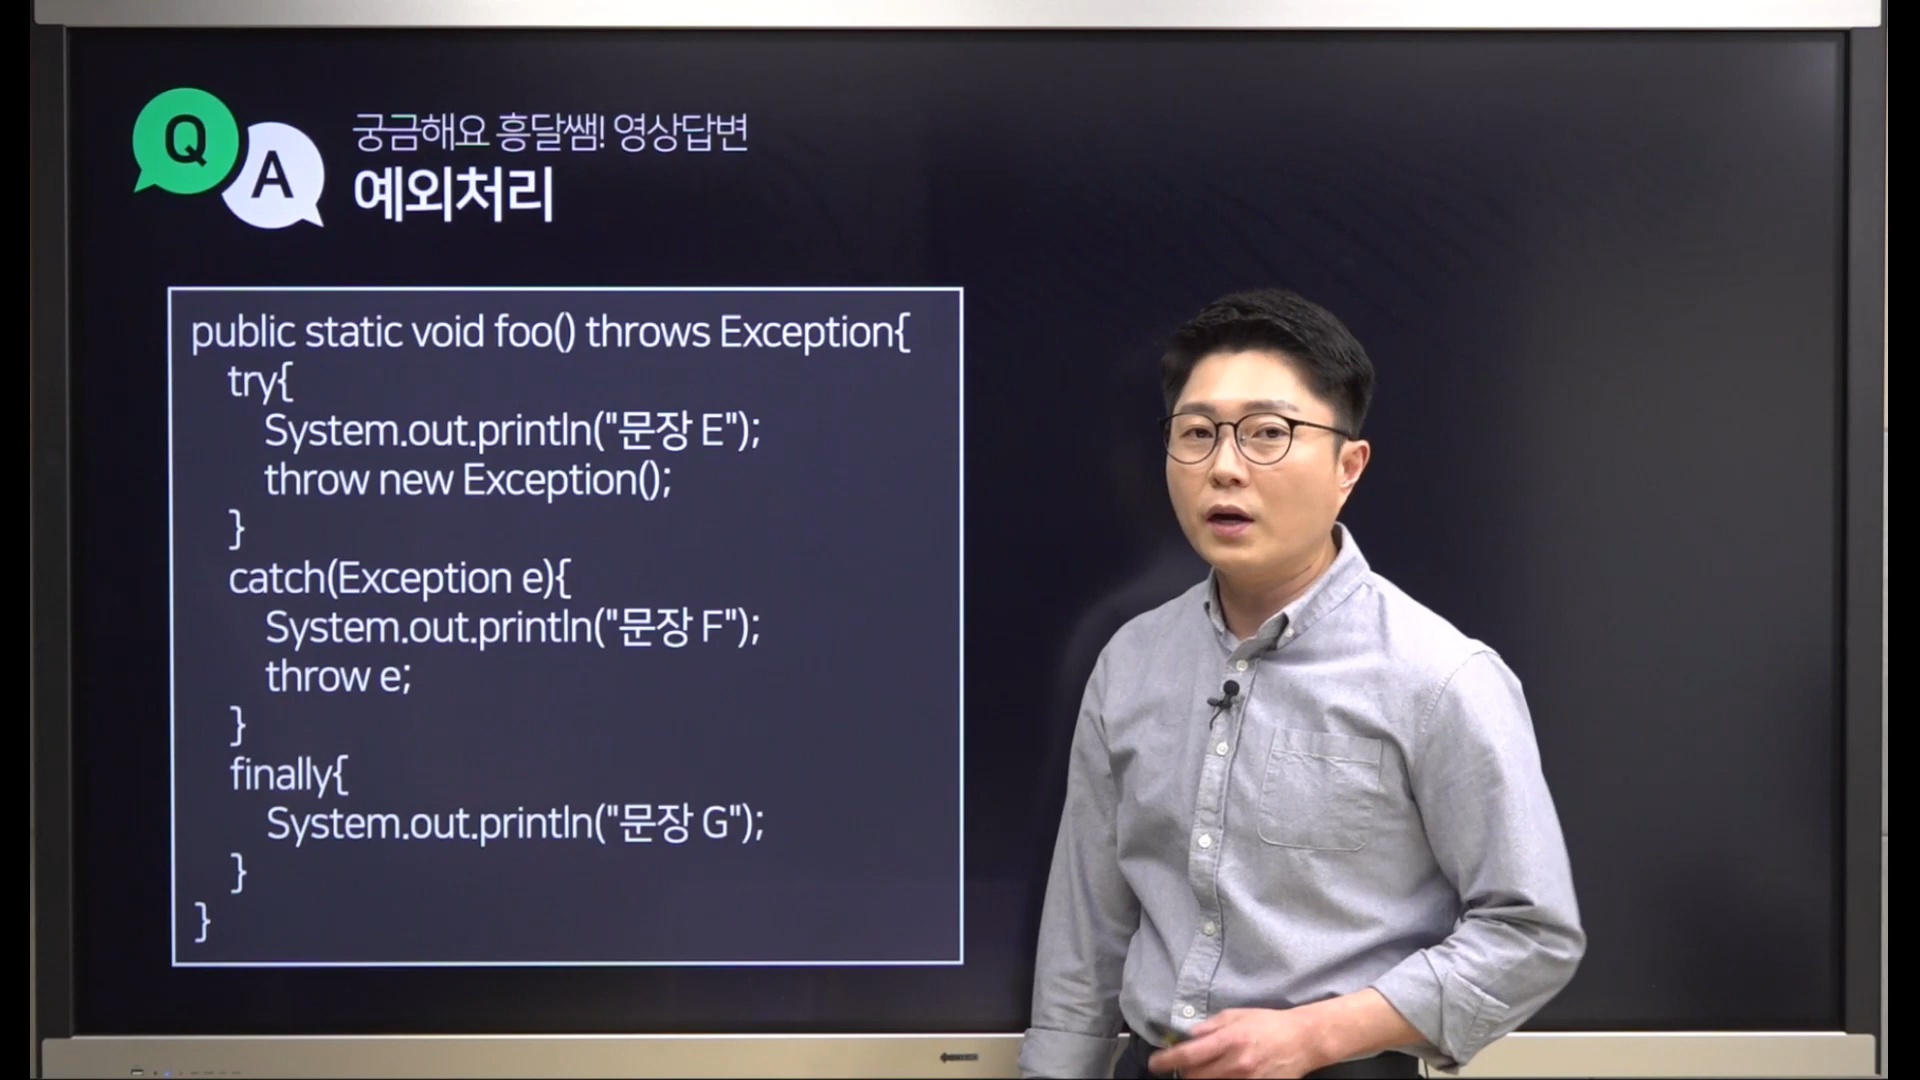 Q
A
궁금해요 흥달쌤! 영상답변
예외처리
public static void foo() throws Exception{
try{
System.out.println("문장 E");
throw new Exception();
}
catch(Exception e){
System.out.println("문장 F");
throw e;
}
finally{
System.out.println("문장 G");
}
}